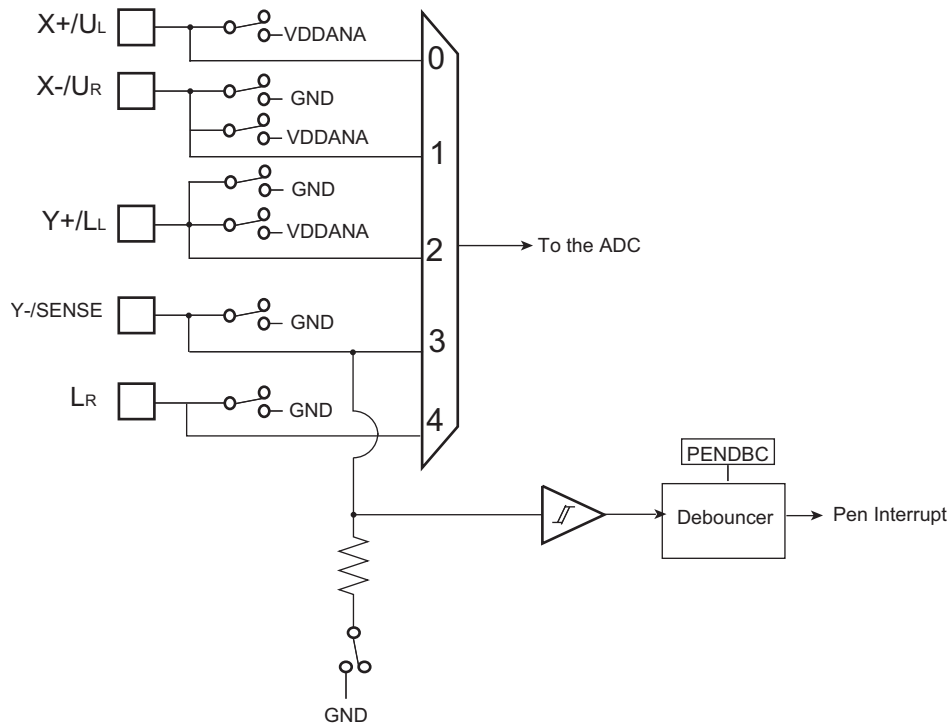 X+/UL
VDDANA
0
X-/UR
GND
VDDANA
1
GND
Y+/LL
VDDANA
2
To the ADC
Y-/SENSE
GND
3
LR
GND
4
PENDBC
Debouncer
Pen Interrupt
GND